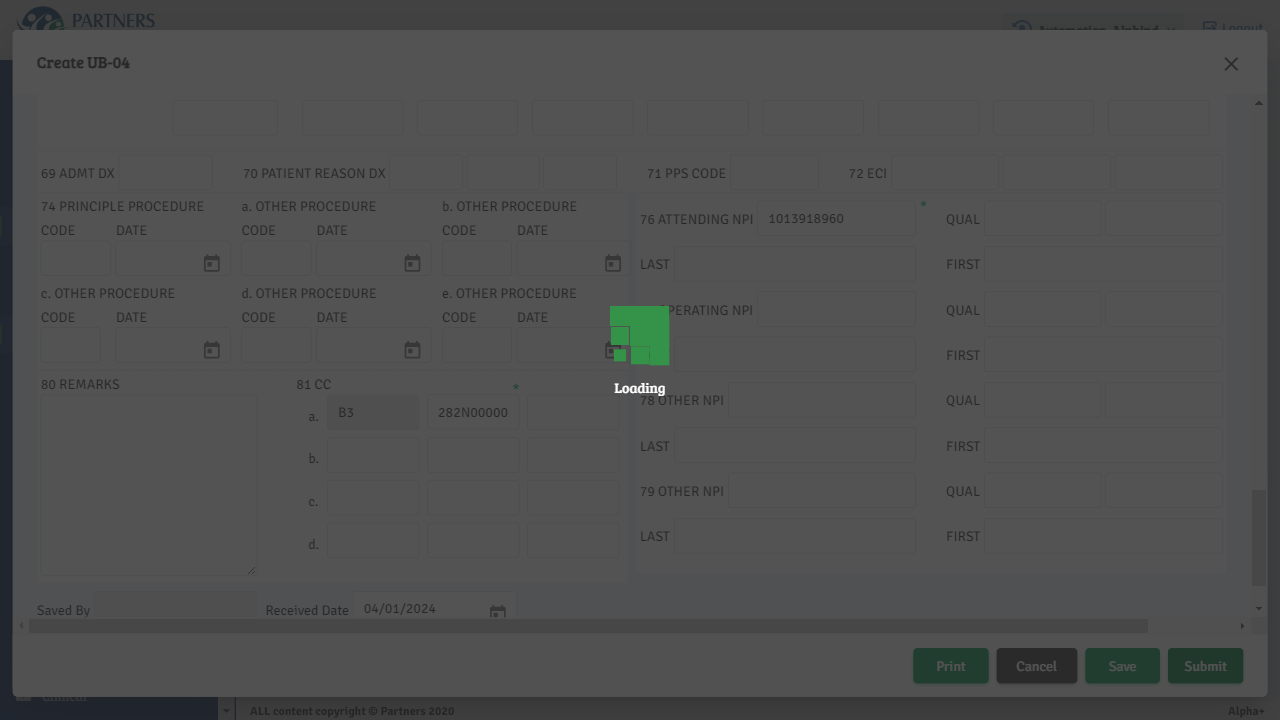 PARTNERS
Logout
Create UB-04
69 ADMT DX
70 PATIENT REASON DX
71 PPS CODE
72 ECI
74 PRINCIPLE PROCEDURE
a. OTHER PROCEDURE
b. OTHER PROCEDURE
76 ATTENDING NPI
1013918960
QUAL
CODE
DATE
CODE
DATE
CODE
DATE
LAST
FIRST
c. OTHER PROCEDURE
d. OTHER PROCEDURE
e. OTHER PROCEDURE
PERATING NPI
QUAL
CODE
DATE
CODE
DATE
CODE
DATE
FIRST
Loading
80 REMARKS
81 CC
78 OTHER NPI
QUAL
a.
B3
282N00000
LAST
FIRST
b.
79 OTHER NPI
QUAL
c.
LAST
FIRST
d.
Saved By
Received Date
04/01/2024
Print
Cancel
Save
Submit
ALL content copyright © Partners 2020
Alpha+